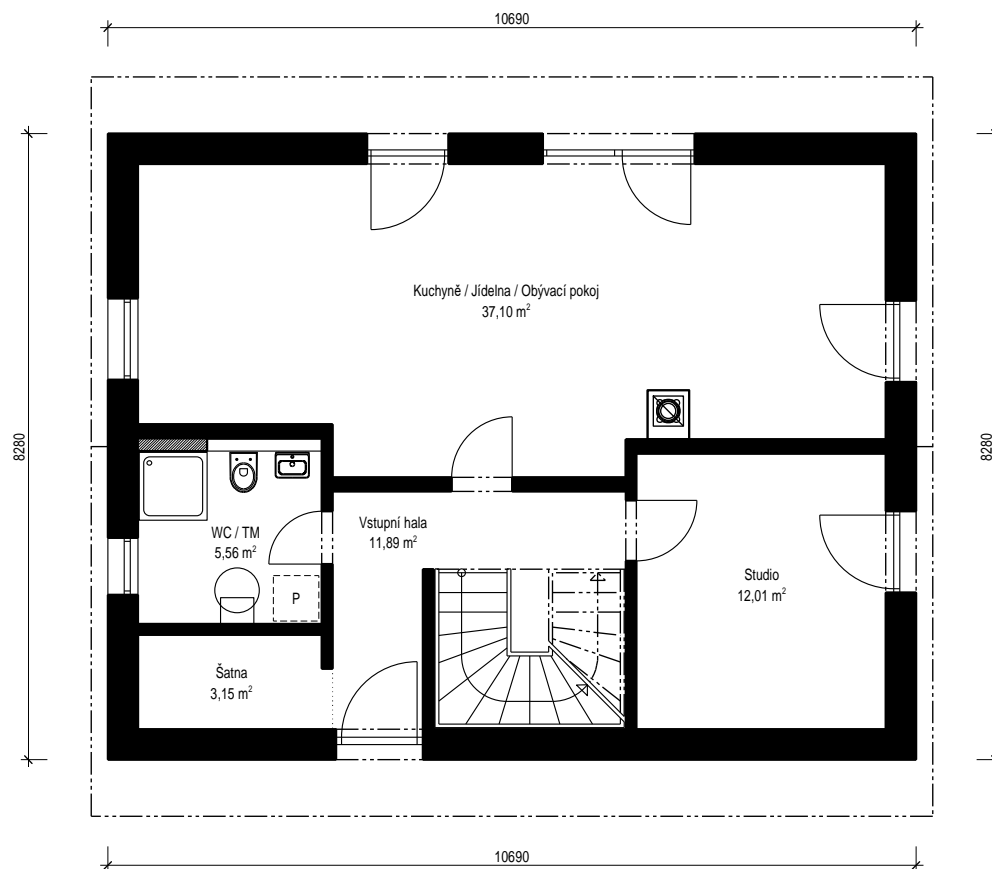 10690
Kuchyně / Jídelna / Obývací pokoj
37,10 m²
8280
8280
WC / TM
5,56 m²
Vstupní hala
11,89 m²
Studio
12,01 m²
P
Šatna
3,15 m²
10690